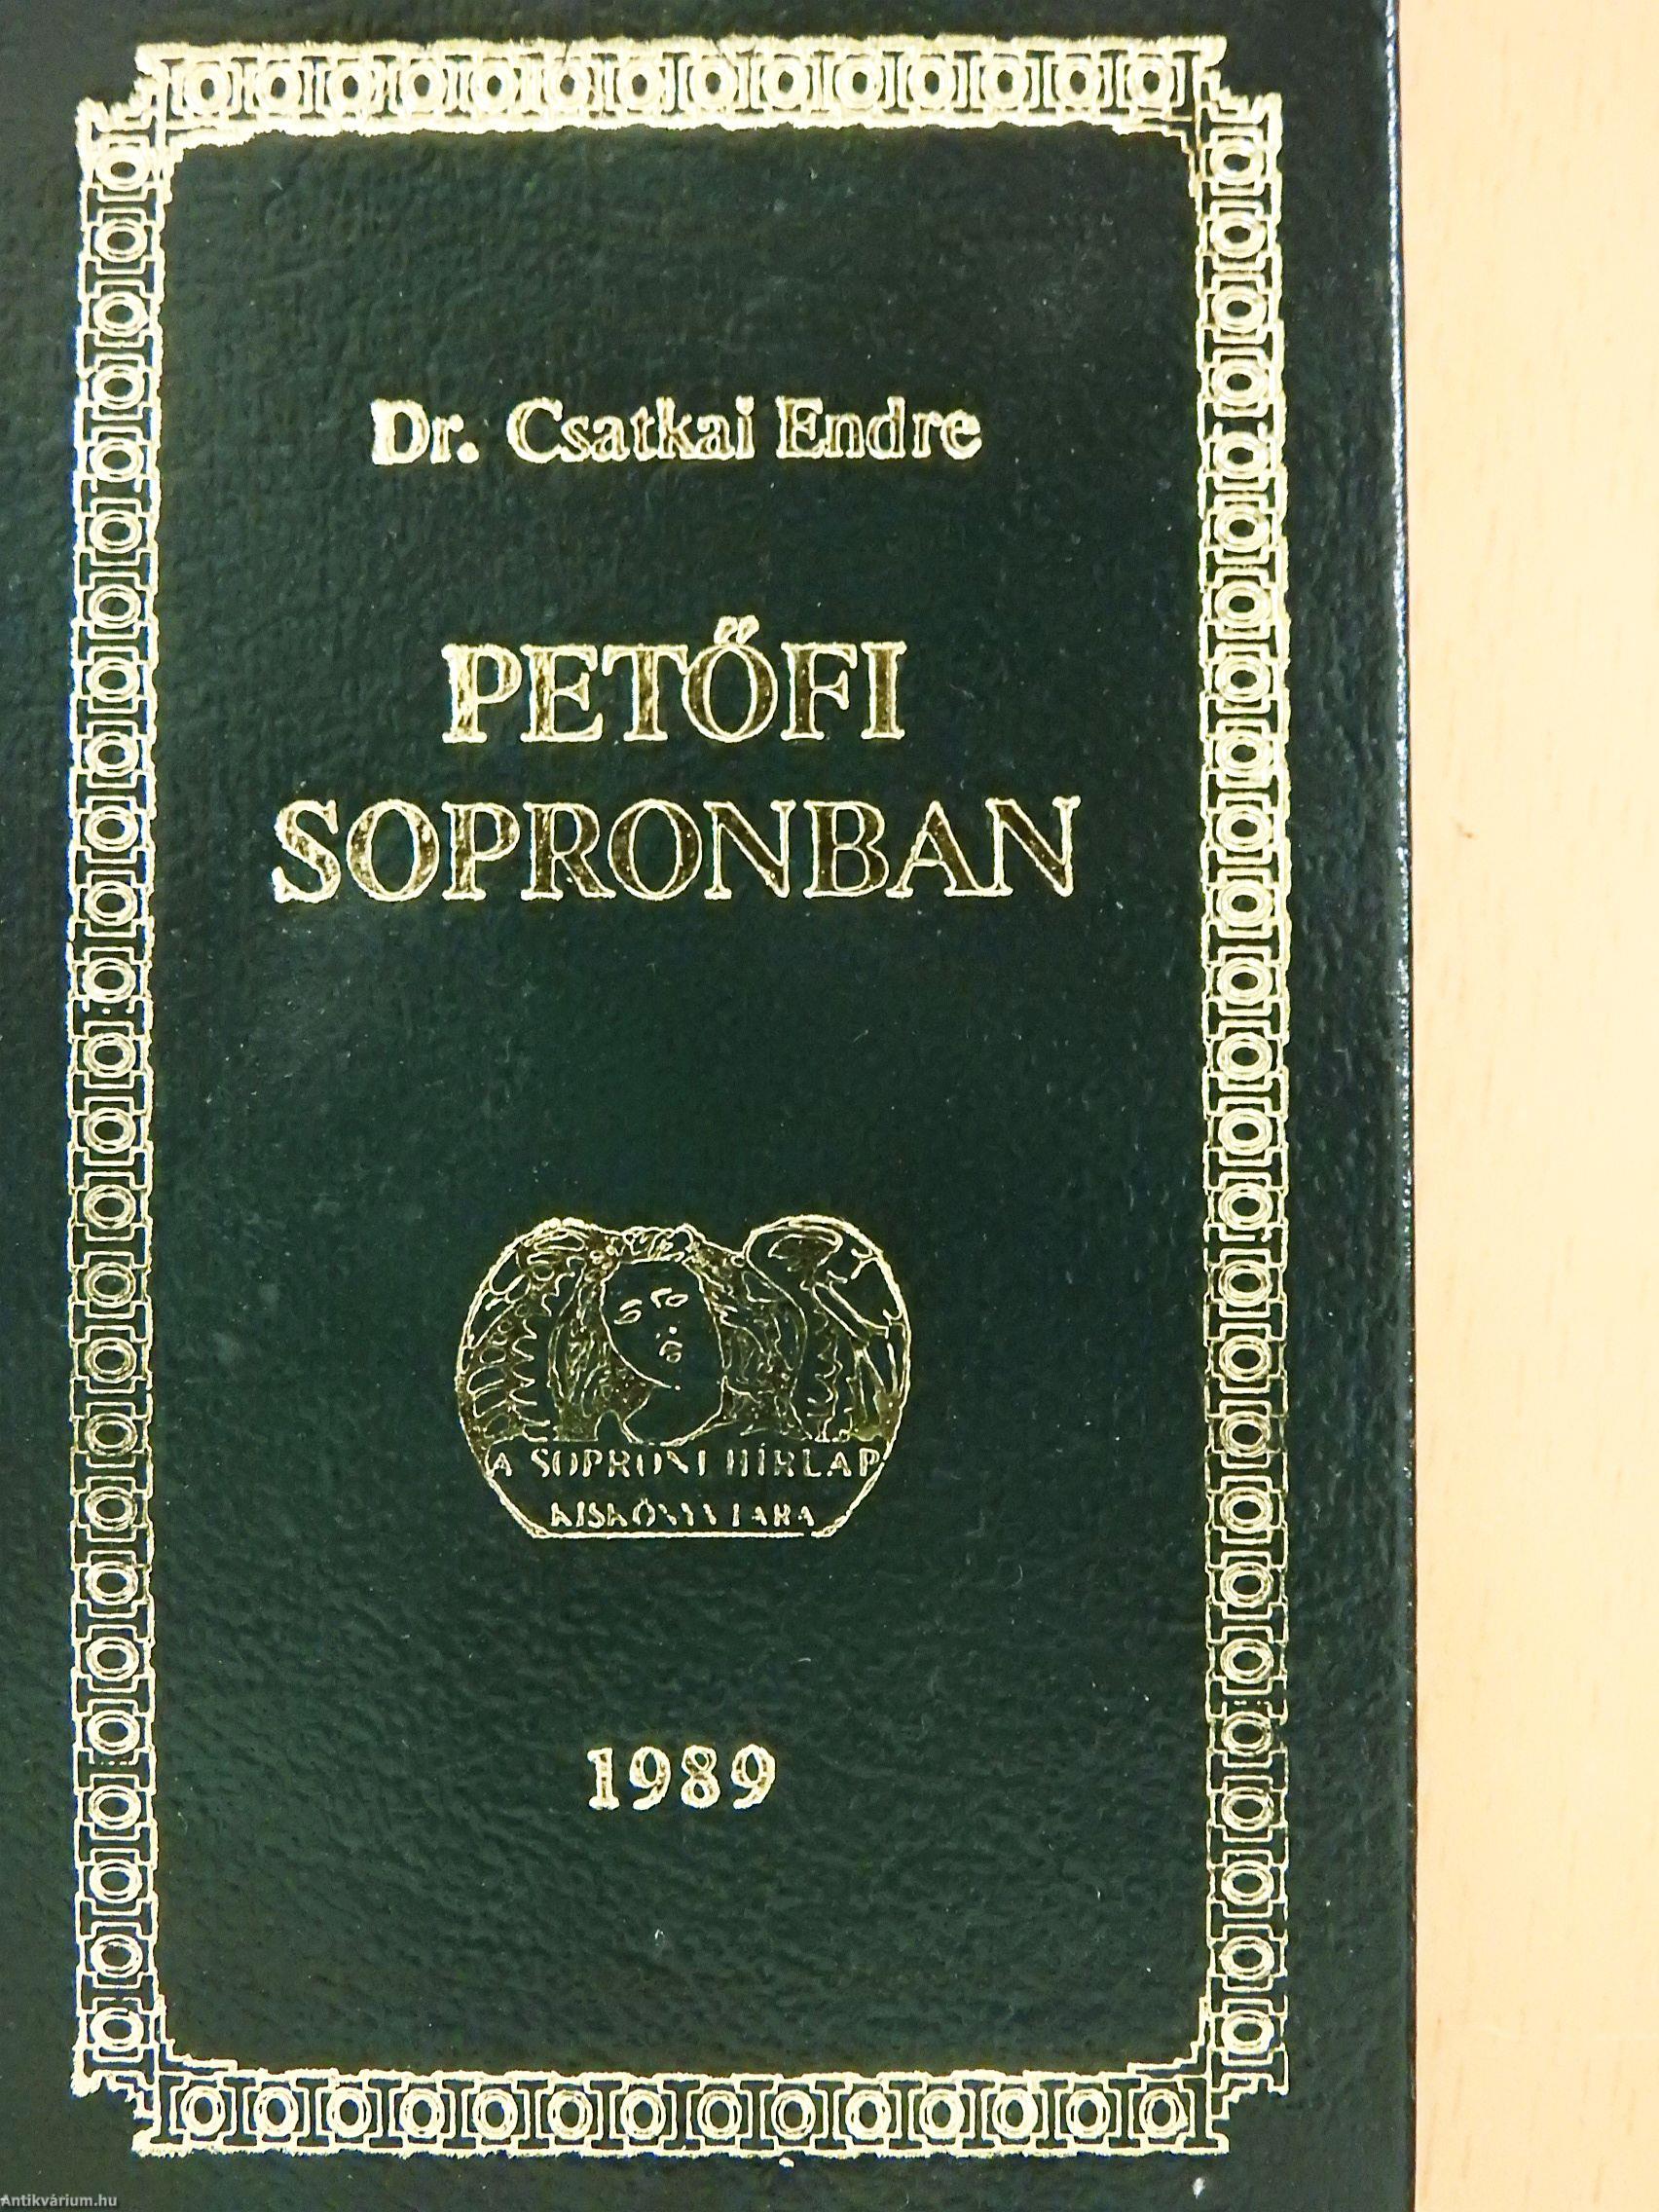 Dr. Csatkai Endre
PETŐFI
SOPRONBAN
A SOPRONI HÍRLAP
KISKÖNYVTÁRA
1989
Antikvárium.hu